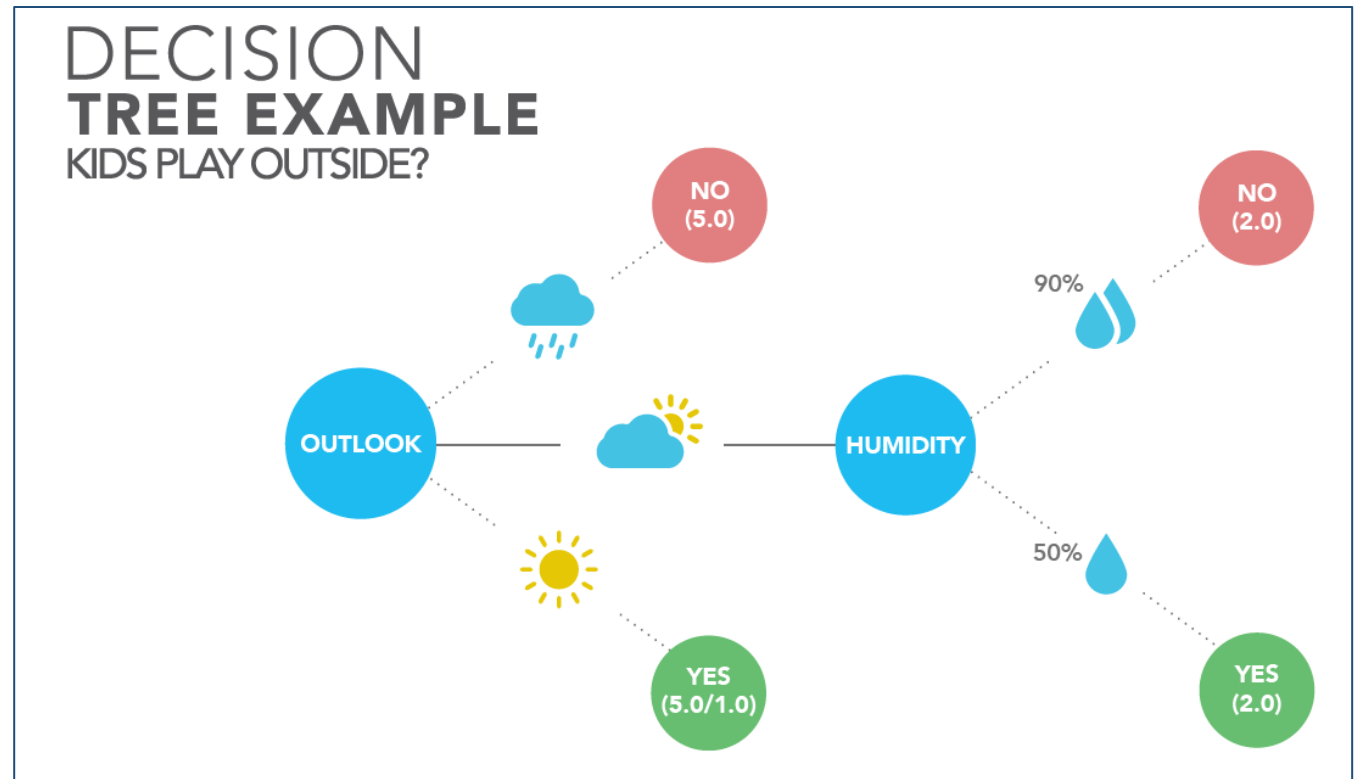 DECISION
TREE EXAMPLE
KIDS PLAY OUTSIDE?
NO
(5.0)
NO
(2.0)
90%
OUTLOOK
HUMIDITY
50%
YES
(5.0/1.0)
YES
(2.0)